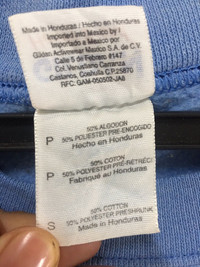 Made in Honduras / Hecho en Honduras
Imported into Mexico by /
Importado a Mexico por
Gildan Activewear Mexico S.A. de C.V.
Calle 5 de Febrero #147
Col. Venustiano Carranza
Castanos, Coahuila C.P. 25870
RFC: GAM-050502-JA8
50% ALGODON
P 50% POLYESTER PRE-ENCOGIDO
Hecho en Honduras
50% COTON
P 50% POLYESTER PRÉ-RÉTRÉCI
Fabriqué au Honduras
50% COTTON
S 50% POLYESTER PRESHRUNK
Made in Honduras